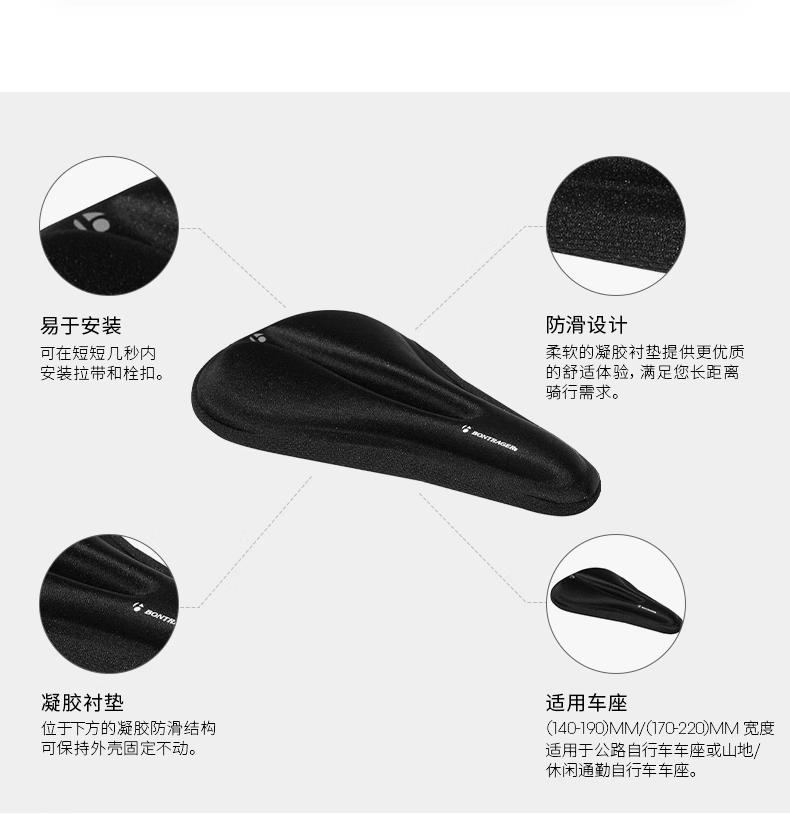 易于安装
可在短短几秒内
安装拉带和栓扣。
防滑设计
柔软的凝胶衬垫提供更优质
的舒适体验, 满足您长距离
骑行需求。
BONTRAGER
凝胶衬垫
位于下方的凝胶防滑结构
可保持外壳固定不动。
BONTR
适用车座
(140-190)MM/(170-220)MM 宽度
适用于公路自行车车座或山地/
休闲通勤自行车车座。